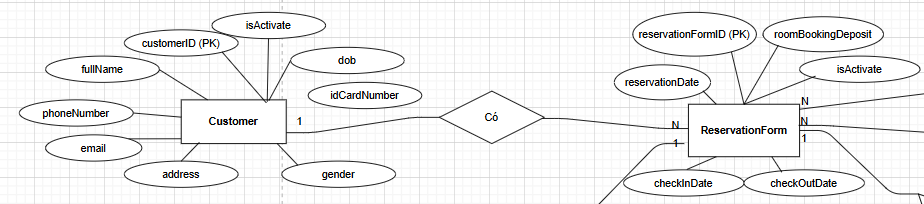 isActivate
customerID (PK)
fullName
dob
idCardNumber
phoneNumber
Customer
1
email
address
gender
Có
reservationFormID (PK)
roomBookingDeposit
reservationDate
isActivate
N
N
N
1
1
ReservationForm
checkInDate
checkOutDate